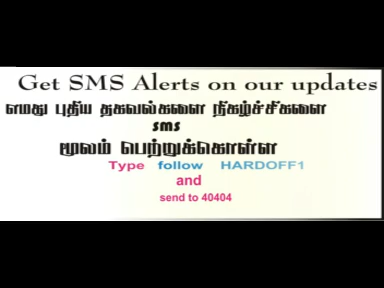 Get SMS Alerts on our updates
எமது புதிய தகவல்களை நிகழ்ச்சிகளை
sms
மூலம் பெற்றுக்கொள்ள
Type follow HARDOFF1
and
send to 40404